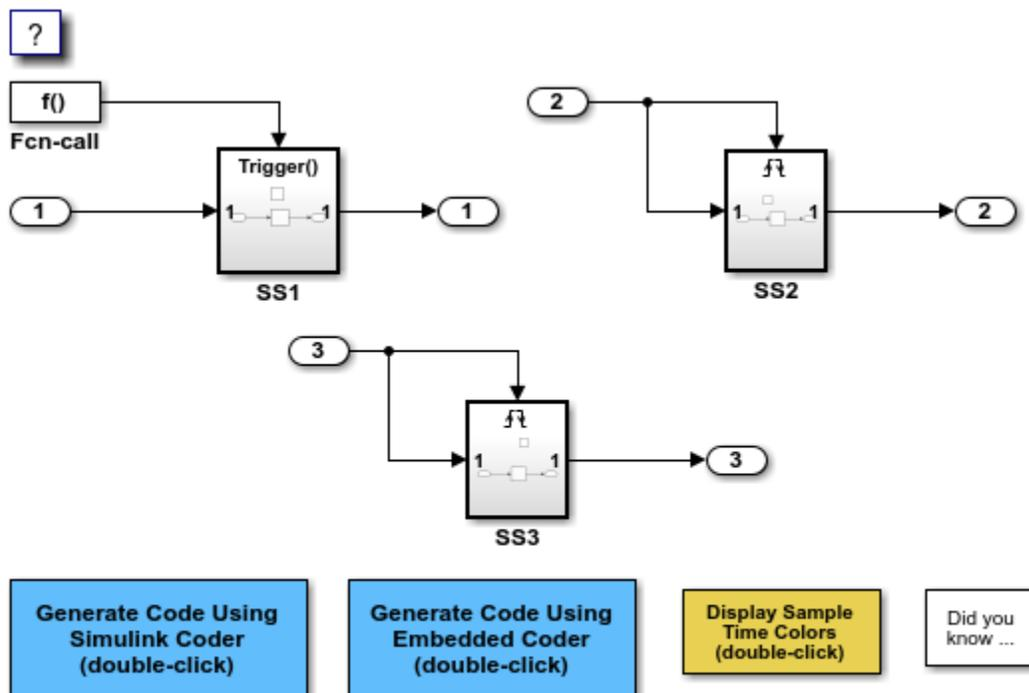 ?
f()
Fcn-call
Trigger()
1
1
1
1
SS1
2
1
1
2
SS2
3
1
1
3
SS3
Generate Code Using
Simulink Coder
(double-click)
Generate Code Using
Embedded Coder
(double-click)
Display Sample
Time Colors
(double-click)
Did you
know ...